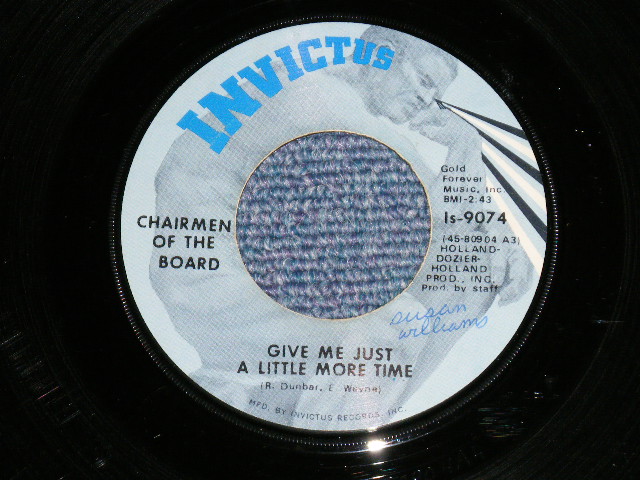 INVICTUS
Gold
Forever
Music, Inc
BMI-2:43
Is-9074
(45-80904 A3)
HOLLAND-
DOZIER-
HOLLAND
PROD., INC.
Prod. by staff
CHAIRMEN
OF THE
BOARD
susan
williams
GIVE ME JUST
A LITTLE MORE TIME
(R. Dunbar, E. Wayne)
MFD. BY INVICTUS RECORDS, INC.